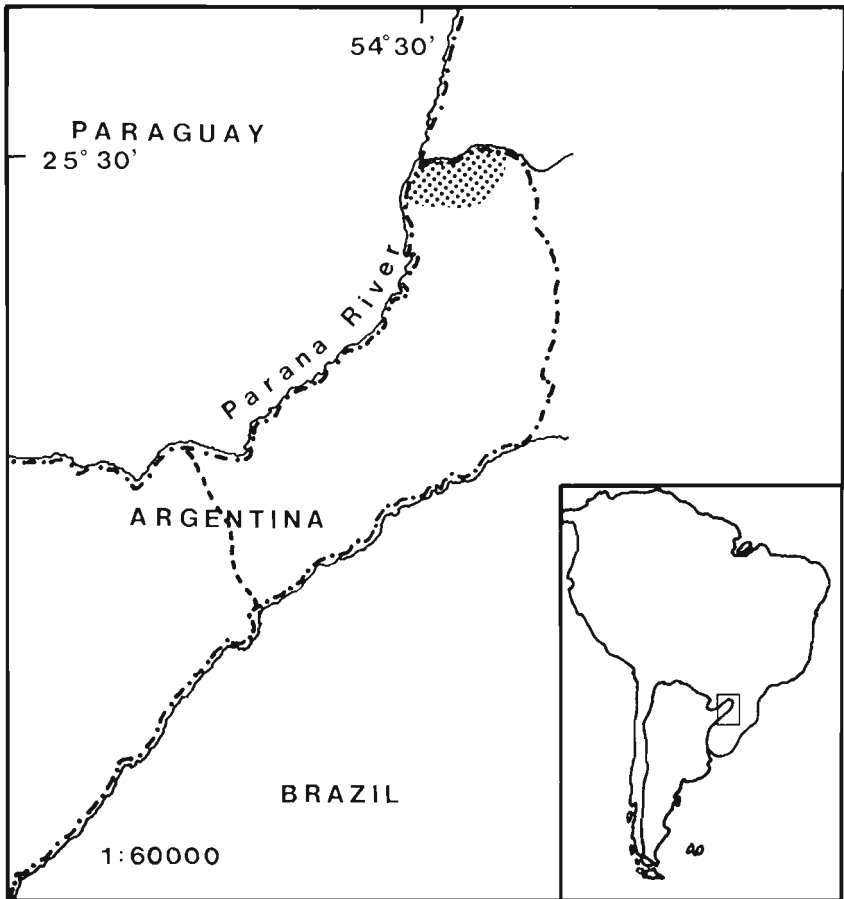 54°30'
PARAGUAY
25°30'
Parana River
ARGENTINA
BRAZIL
1:60000